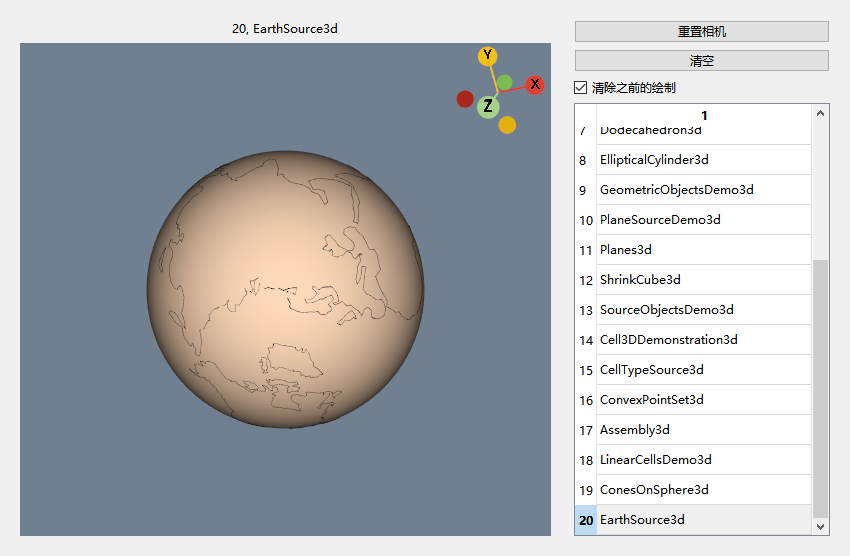 20, EarthSource3d
Y
X
Z
重置相机
清空
清除之前的绘制
1
7 Dodecahedron3d
8 EllipticalCylinder3d
9 GeometricObjectsDemo3d
10 PlaneSourceDemo3d
11 Planes3d
12 ShrinkCube3d
13 SourceObjectsDemo3d
14 Cell3DDemonstration3d
15 CellTypeSource3d
16 ConvexPointSet3d
17 Assembly3d
18 LinearCellsDemo3d
19 ConesOnSphere3d
20 EarthSource3d